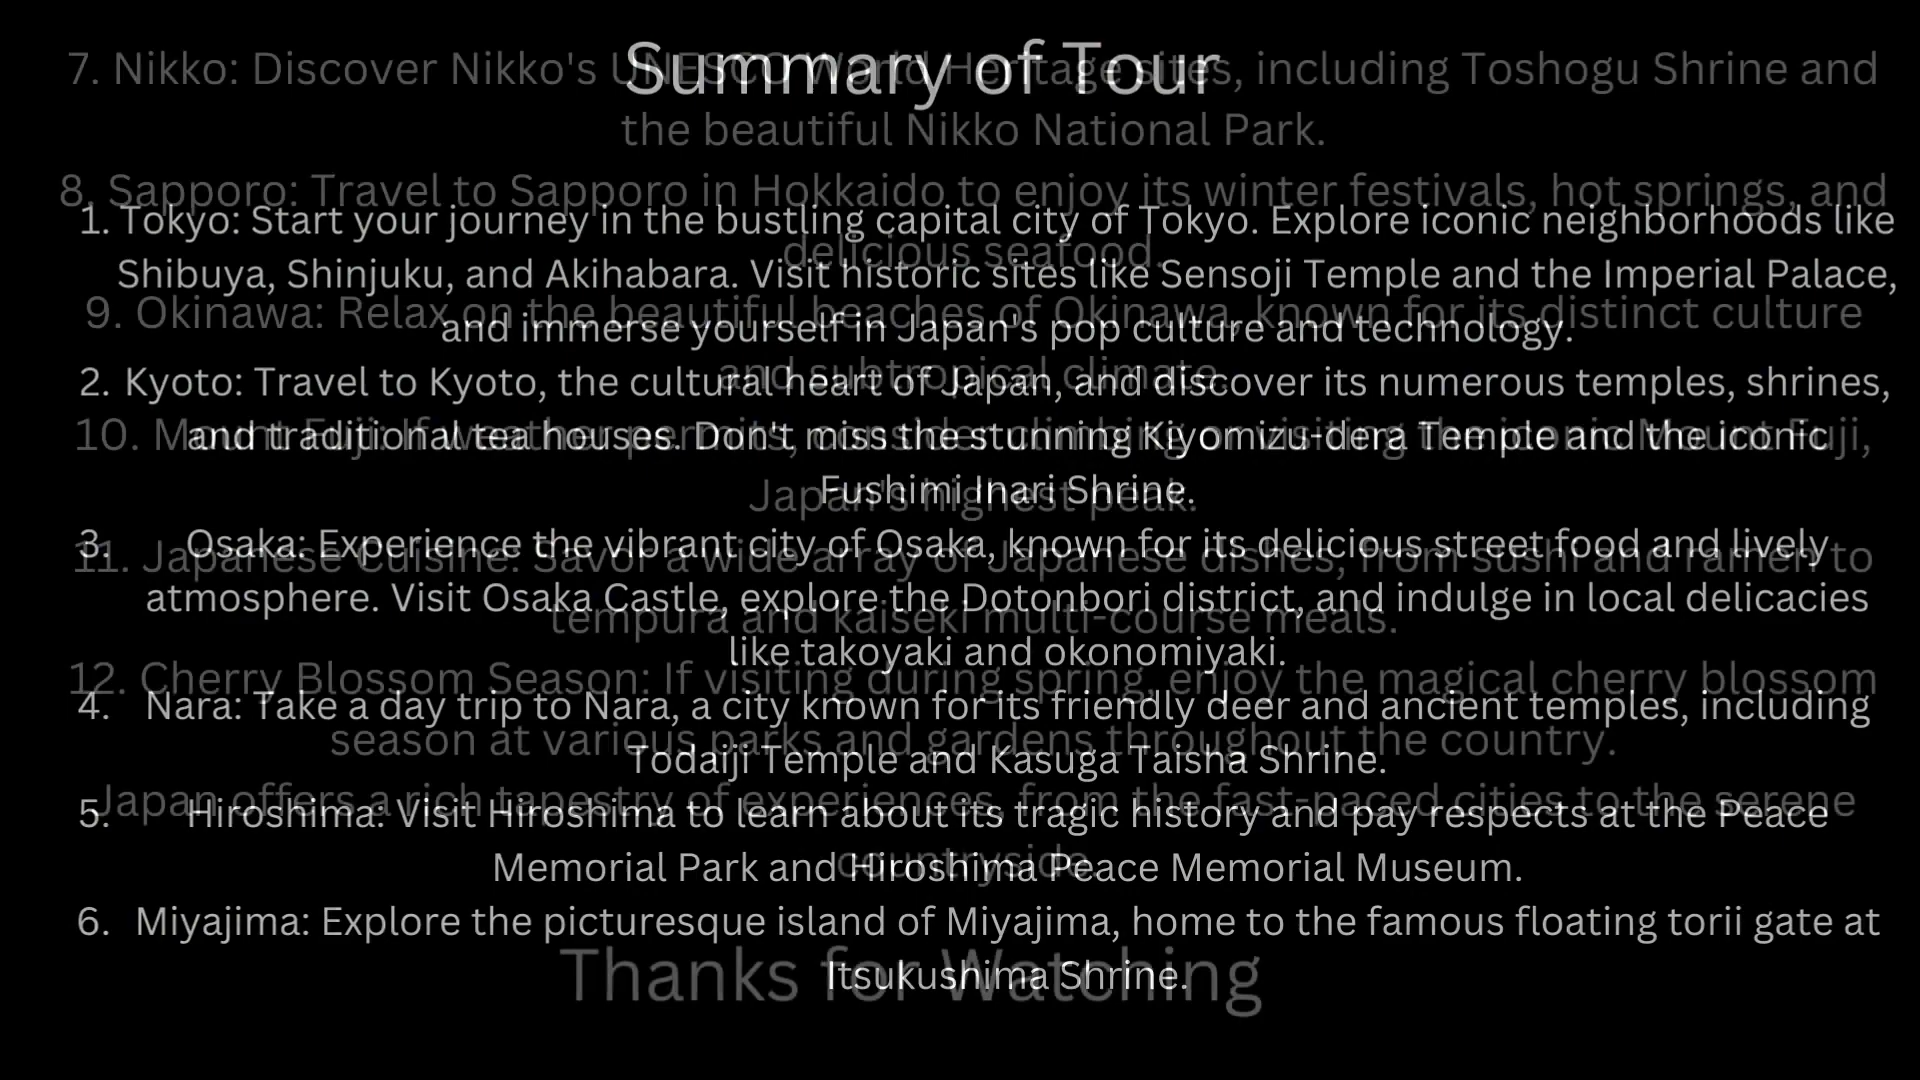 Summary of Tour
1. Tokyo: Start your journey in the bustling capital city of Tokyo. Explore iconic neighborhoods like
Shibuya, Shinjuku, and Akihabara. Visit historic sites like Sensoji Temple and the Imperial Palace,
and immerse yourself in Japan's pop culture and technology.
2. Kyoto: Travel to Kyoto, the cultural heart of Japan, and discover its numerous temples, shrines,
and traditional tea houses. Don't miss the stunning Kiyomizu-dera Temple and the iconic
Fushimi Inari Shrine.
3. Osaka: Experience the vibrant city of Osaka, known for its delicious street food and lively
atmosphere. Visit Osaka Castle, explore the Dotonbori district, and indulge in local delicacies
like takoyaki and okonomiyaki.
4. Nara: Take a day trip to Nara, a city known for its friendly deer and ancient temples, including
Todaiji Temple and Kasuga Taisha Shrine.
5. Hiroshima: Visit Hiroshima to learn about its tragic history and pay respects at the Peace
Memorial Park and Hiroshima Peace Memorial Museum.
6. Miyajima: Explore the picturesque island of Miyajima, home to the famous floating torii gate at
Itsukushima Shrine.
7. Nikko: Discover Nikko's UNESCO World Heritage sites, including Toshogu Shrine and
the beautiful Nikko National Park.
8. Sapporo: Travel to Sapporo in Hokkaido to enjoy its winter festivals, hot springs, and
delicious seafood.
9. Okinawa: Relax on the beautiful beaches of Okinawa, known for its distinct culture
and subtropical climate.
10. Mount Fuji: If weather permits, consider climbing or visiting the iconic Mount Fuji,
Japan's highest peak.
11. Japanese Cuisine: Savor a wide array of Japanese dishes, from sushi and ramen to
tempura and kaiseki multi-course meals.
12. Cherry Blossom Season: If visiting during spring, enjoy the magical cherry blossom
season at various parks and gardens throughout the country.
Japan offers a rich tapestry of experiences, from the fast-paced cities to the serene
countryside.
Thanks for Watching